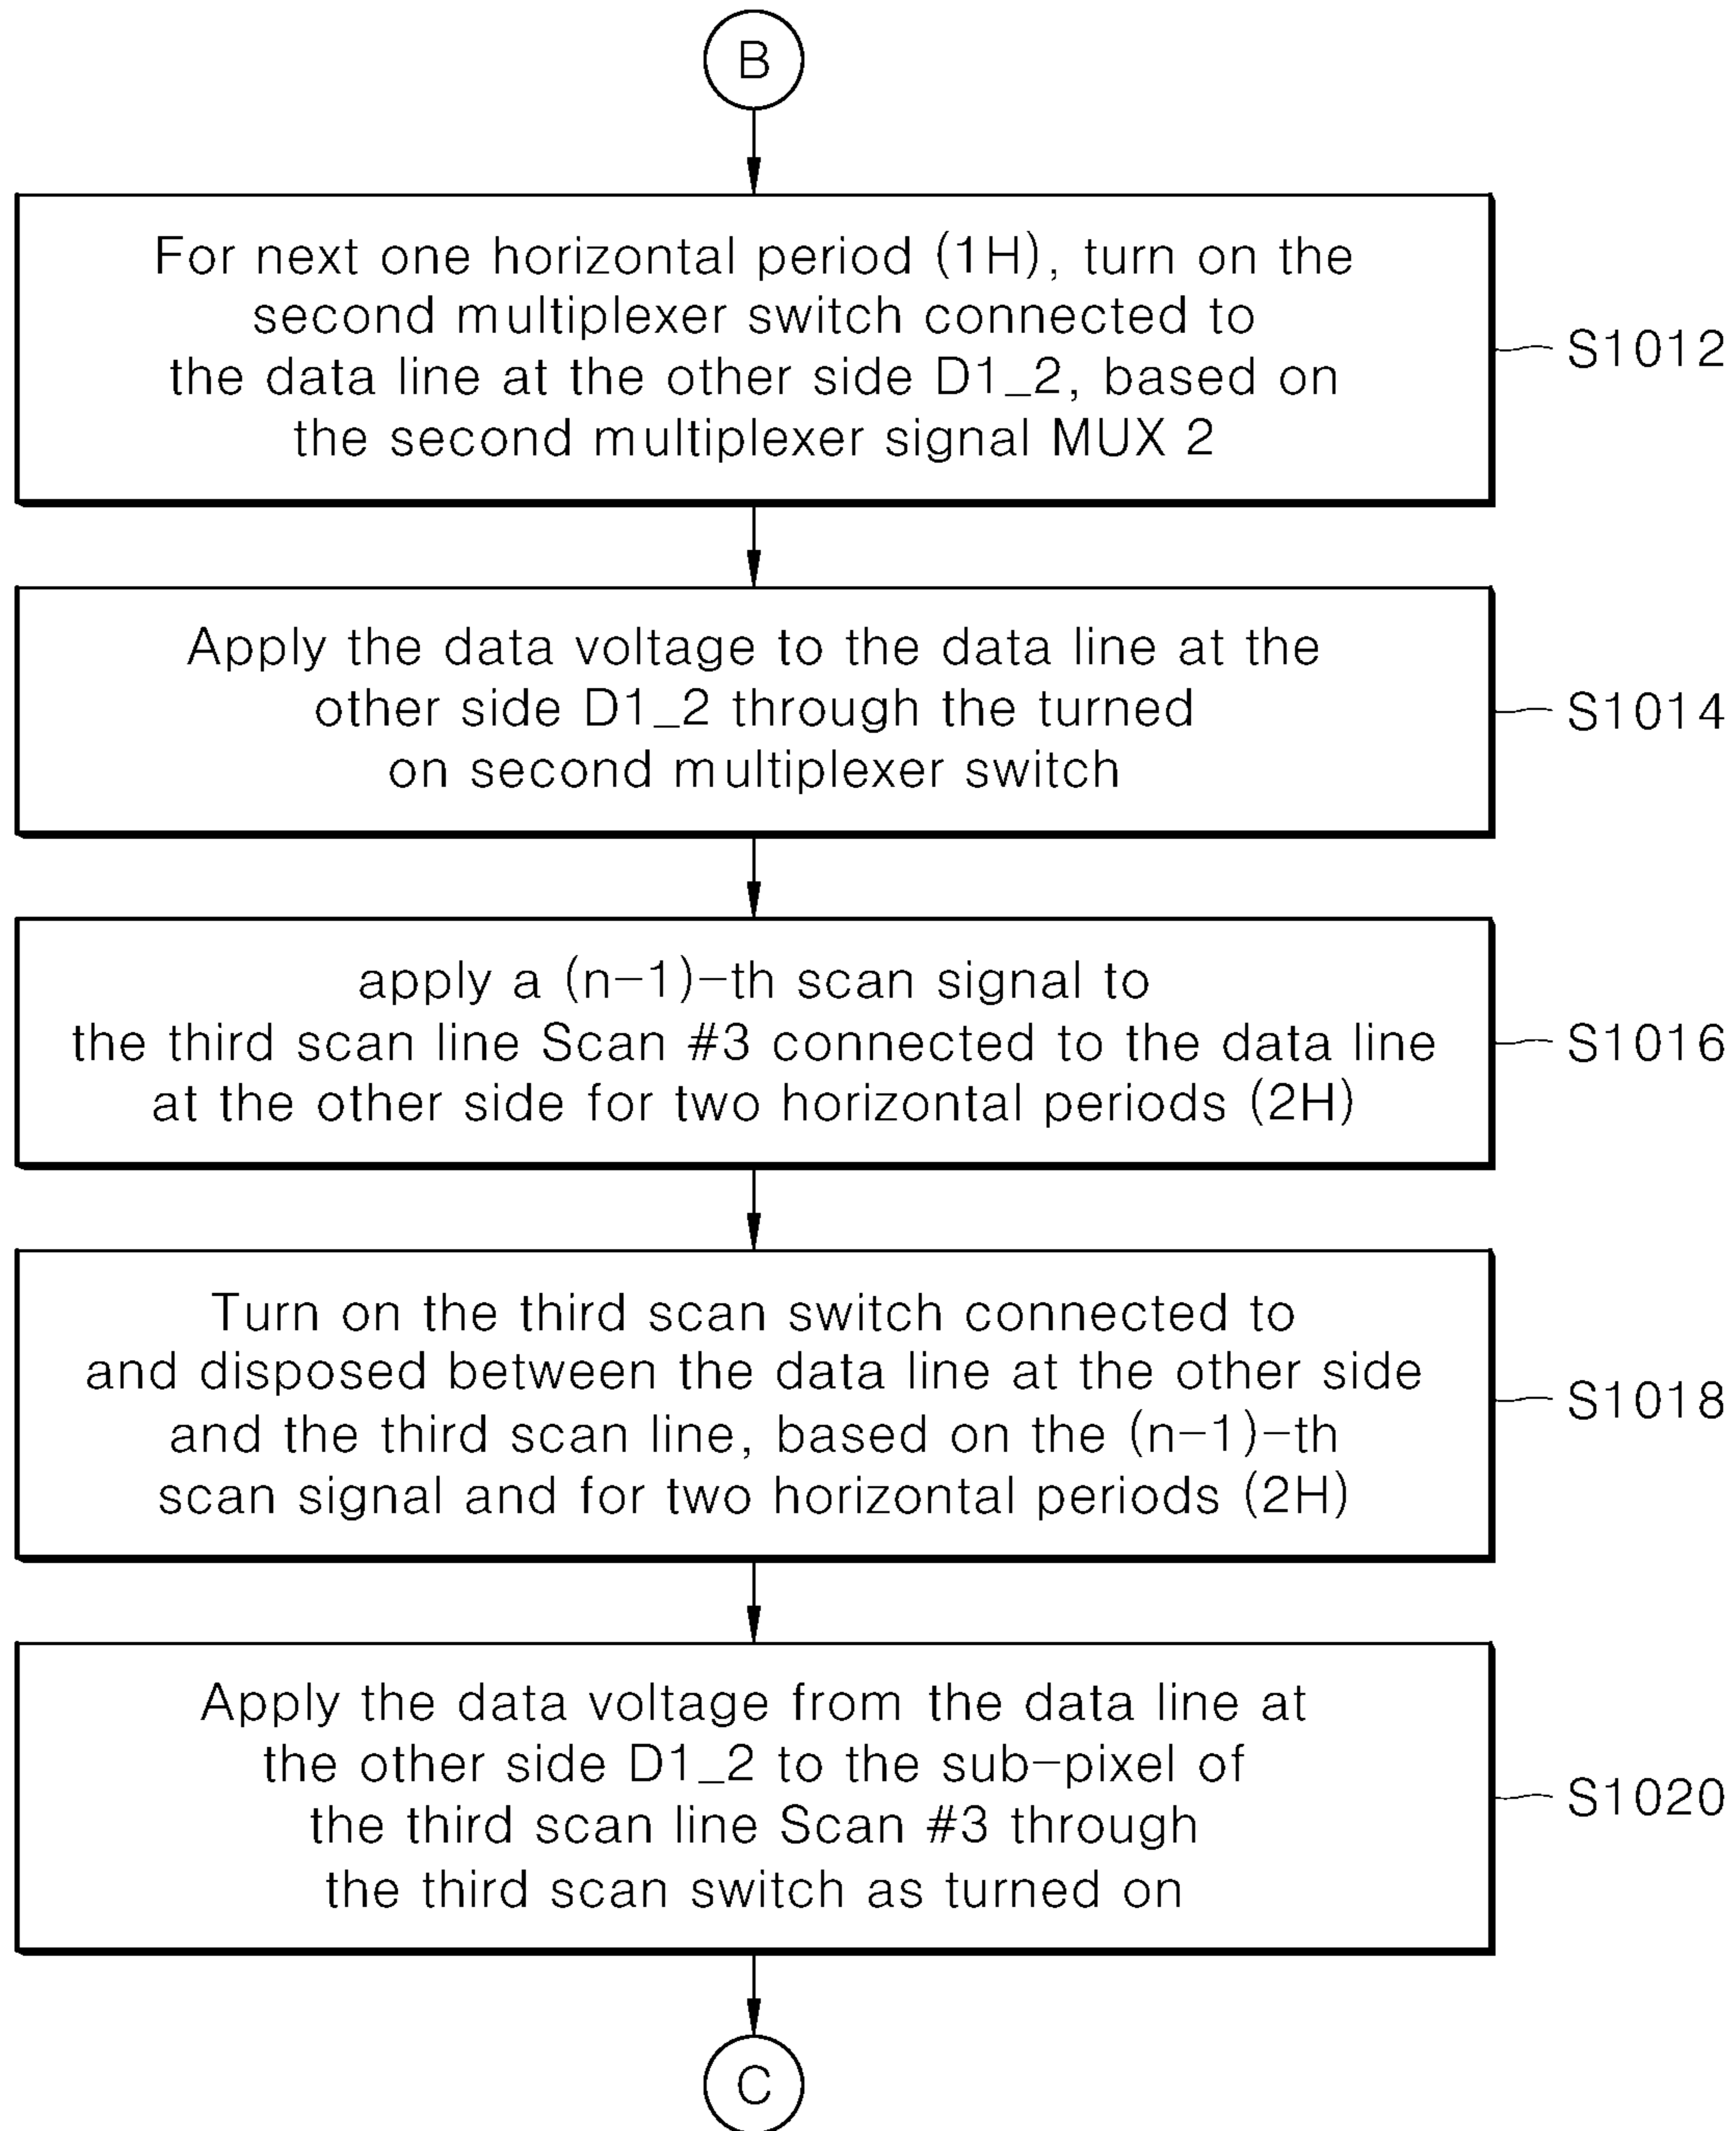 B
For next one horizontal period (1H), turn on the
second multiplexer switch connected to
the data line at the other side D1_2, based on
the second multiplexer signal MUX 2
S1012
Apply the data voltage to the data line at the
other side D1_2 through the turned
on second multiplexer switch
S1014
apply a (n-1)-th scan signal to
the third scan line Scan #3 connected to the data line
at the other side for two horizontal periods (2H)
S1016
Turn on the third scan switch connected to
and disposed between the data line at the other side
and the third scan line, based on the (n-1)-th
scan signal and for two horizontal periods (2H)
S1018
Apply the data voltage from the data line at
the other side D1_2 to the sub-pixel of
the third scan line Scan #3 through
the third scan switch as turned on
S1020
C